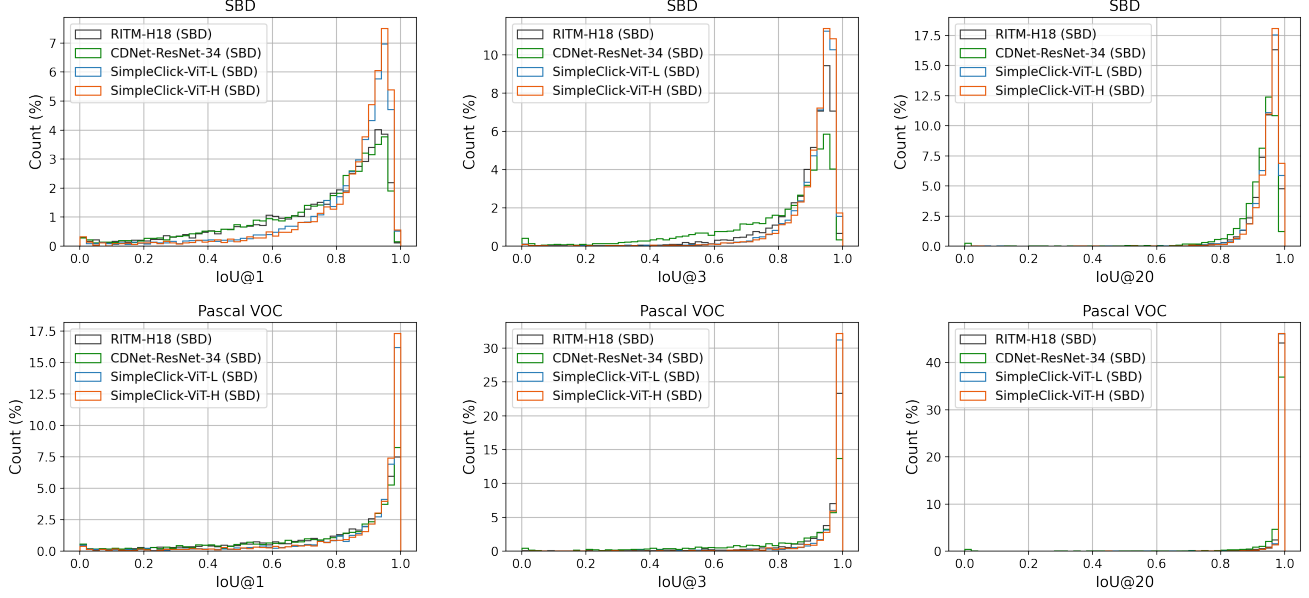 SBD
RITM-H18 (SBD)
CDNet-ResNet-34 (SBD)
SimpleClick-ViT-L (SBD)
SimpleClick-ViT-H (SBD)
Count (%)
7
6
5
4
3
2
1
0
0.0 0.2 0.4 0.6 0.8 1.0
IoU@1
SBD
RITM-H18 (SBD)
CDNet-ResNet-34 (SBD)
SimpleClick-ViT-L (SBD)
SimpleClick-ViT-H (SBD)
Count (%)
10
8
6
4
2
0
0.0 0.2 0.4 0.6 0.8 1.0
IoU@3
SBD
RITM-H18 (SBD)
CDNet-ResNet-34 (SBD)
SimpleClick-ViT-L (SBD)
SimpleClick-ViT-H (SBD)
Count (%)
17.5
15.0
12.5
10.0
7.5
5.0
2.5
0.0
0.0 0.2 0.4 0.6 0.8 1.0
IoU@20
Pascal VOC
RITM-H18 (SBD)
CDNet-ResNet-34 (SBD)
SimpleClick-ViT-L (SBD)
SimpleClick-ViT-H (SBD)
Count (%)
17.5
15.0
12.5
10.0
7.5
5.0
2.5
0.0
0.0 0.2 0.4 0.6 0.8 1.0
IoU@1
Pascal VOC
RITM-H18 (SBD)
CDNet-ResNet-34 (SBD)
SimpleClick-ViT-L (SBD)
SimpleClick-ViT-H (SBD)
Count (%)
30
25
20
15
10
5
0
0.0 0.2 0.4 0.6 0.8 1.0
IoU@3
Pascal VOC
RITM-H18 (SBD)
CDNet-ResNet-34 (SBD)
SimpleClick-ViT-L (SBD)
SimpleClick-ViT-H (SBD)
Count (%)
40
30
20
10
0
0.0 0.2 0.4 0.6 0.8 1.0
IoU@20